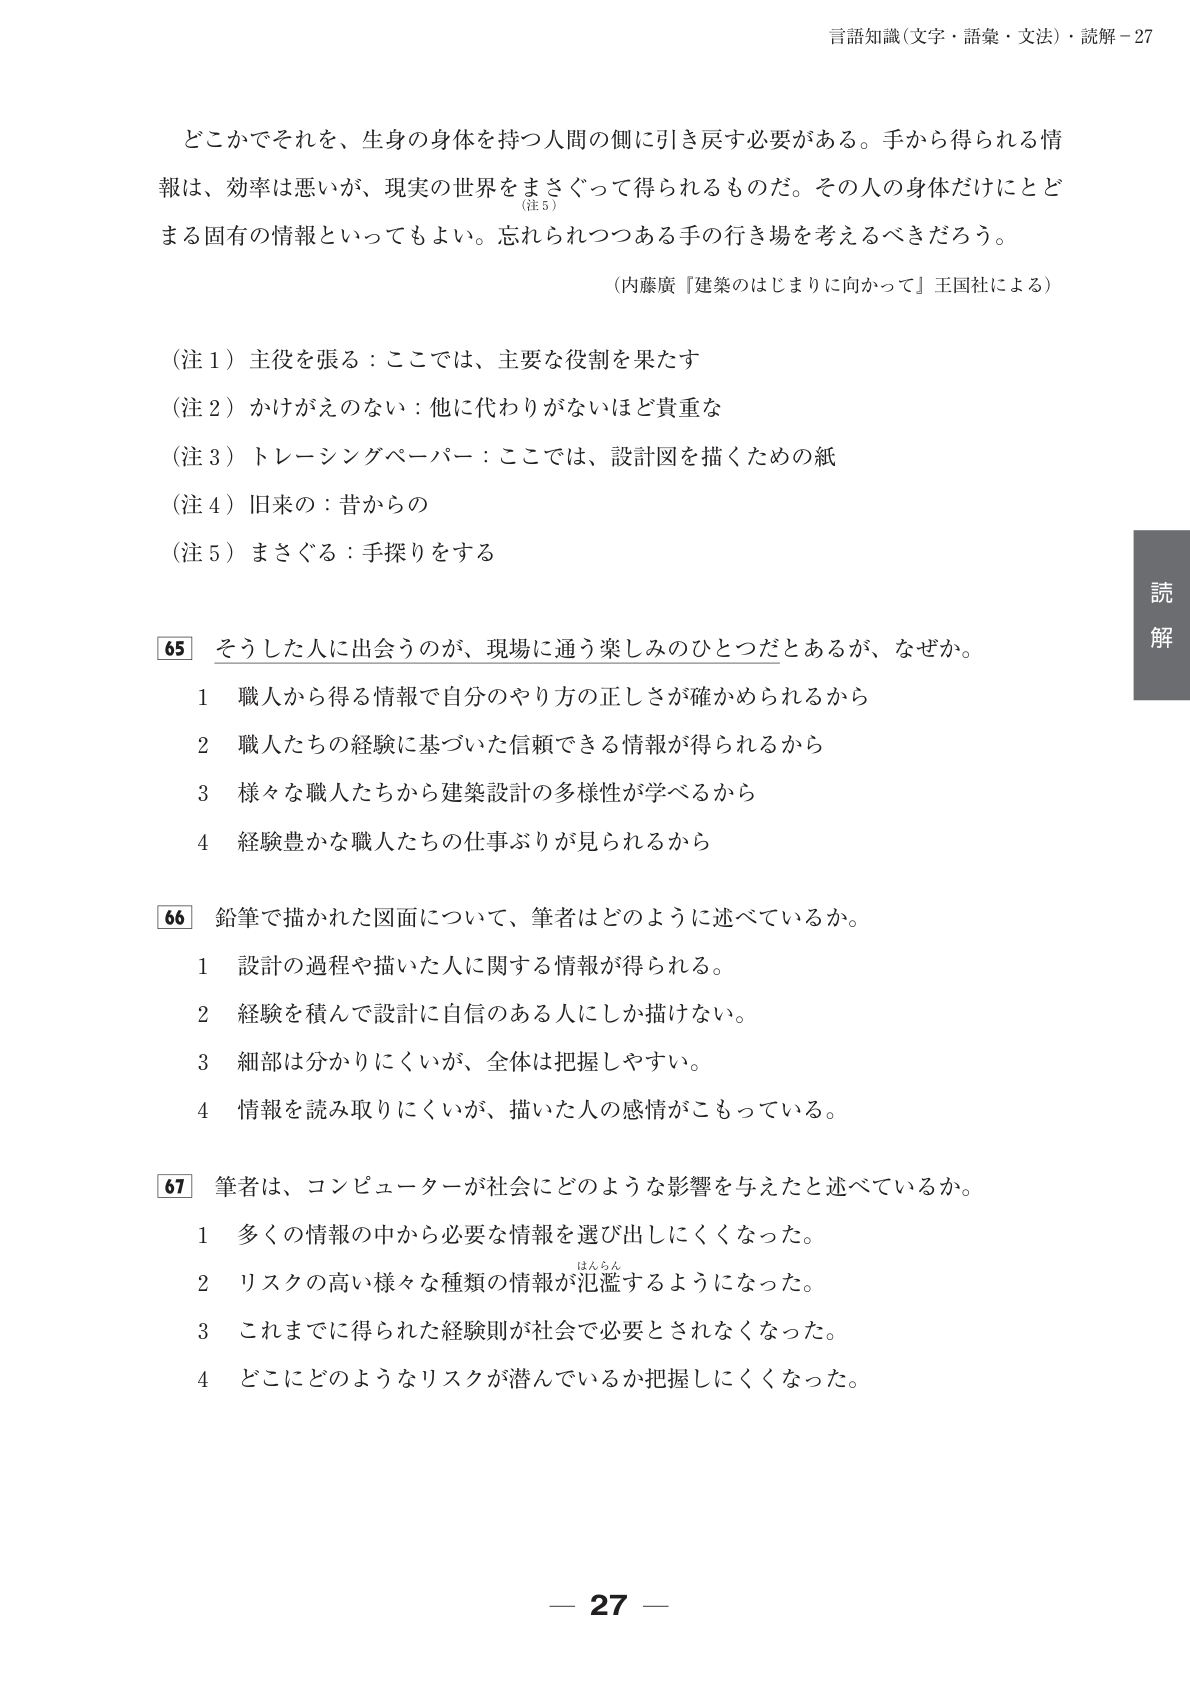 言語知識(文字・語彙・文法)・読解－27
どこかでそれを、生身の身体を持つ人間の側に引き戻す必要がある。手から得られる情
報は、効率は悪いが、現実の世界をまさぐって得られるものだ。その人の身体だけにとど
(注5)
まる固有の情報といってもよい。忘れられつつある手の行き場を考えるべきだろう。
(内藤廣『建築のはじまりに向かって』王国社による)
(注1) 主役を張る：ここでは、主要な役割を果たす
(注2) かけがえのない：他に代わりがないほど貴重な
(注3) トレーシングペーパー：ここでは、設計図を描くための紙
(注4) 旧来の：昔からの
(注5) まさぐる：手探りをする
読解
65 そうした人に出会うのが、現場に通う楽しみのひとつだとあるが、なぜか。
1 職人から得る情報で自分のやり方の正しさが確かめられるから
2 職人たちの経験に基づいた信頼できる情報が得られるから
3 様々な職人たちから建築設計の多様性が学べるから
4 経験豊かな職人たちの仕事ぶりが見られるから
66 鉛筆で描かれた図面について、筆者はどのように述べているか。
1 設計の過程や描いた人に関する情報が得られる。
2 経験を積んで設計に自信のある人にしか描けない。
3 細部は分かりにくいが、全体は把握しやすい。
4 情報を読み取りにくいが、描いた人の感情がこもっている。
67 筆者は、コンピューターが社会にどのような影響を与えたと述べているか。
1 多くの情報の中から必要な情報を選び出しにくくなった。
はんらん
2 リスクの高い様々な種類の情報が氾濫するようになった。
3 これまでに得られた経験則が社会で必要とされなくなった。
4 どこにどのようなリスクが潜んでいるか把握しにくくなった。
— 27 —